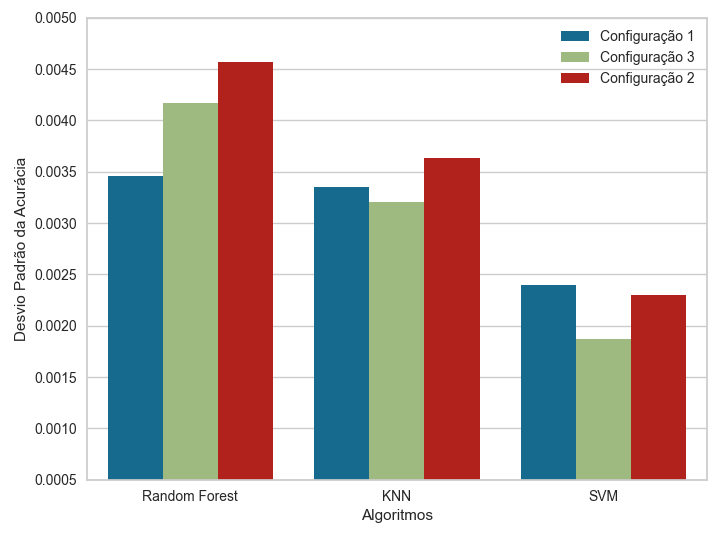 0.0050
0.0045
0.0040
0.0035
0.0030
0.0025
0.0020
0.0015
0.0010
0.0005
Desvio Padrão da Acurácia
Configuração 1
Configuração 3
Configuração 2
Random Forest
KNN
SVM
Algoritmos